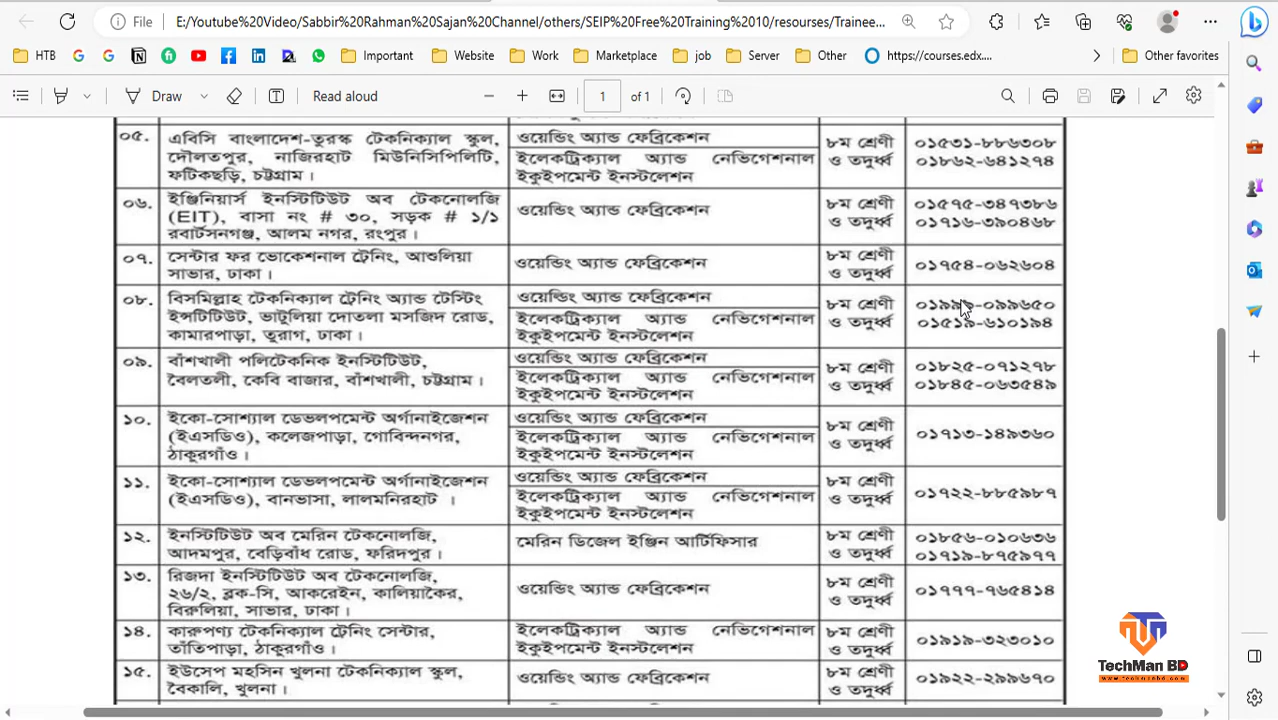 File
E:/Youtube%20Video/Sabbir%20Rahman%20Sajan%20Channel/others/SEIP%20Free%20Training%2010/resourses/Trainee...
HTB
Important
Website
Work
Marketplace
job
Server
Other
https://courses.edx....
Other favorites
Draw
Read aloud
1
of 1
০৫.
এবিসি বাংলাদেশ-তুরস্ক টেকনিক্যাল স্কুল,
দৌলতপুর, নাজিরহাট মিউনিসিপিলিটি,
ফটিকছড়ি, চট্টগ্রাম।
ওয়েল্ডিং অ্যান্ড ফেব্রিকেশন
ইলেকট্রিক্যাল অ্যান্ড নেভিগেশনাল
ইকুইপমেন্ট ইনস্টলেশন
৮ম শ্রেণী
ও তদূর্ধ্ব
০১৫৩১-৮৮৬৩০৮
০১৮৬২-৬৪১২৭৪
০৬.
ইঞ্জিনিয়ার্স ইনস্টিটিউট অব টেকনোলজি
(EIT), বাসা নং # ৩০, সড়ক # ১/১
রবার্টসনগঞ্জ, আলম নগর, রংপুর।
ওয়েল্ডিং অ্যান্ড ফেব্রিকেশন
৮ম শ্রেণী
ও তদূর্ধ্ব
০১৫৭৫-৩৪৭৩৮৬
০১৭১৬-৩৯০৪৬৮
০৭.
সেন্টার ফর ভোকেশনাল ট্রেনিং, আশুলিয়া
সাভার, ঢাকা।
ওয়েল্ডিং অ্যান্ড ফেব্রিকেশন
৮ম শ্রেণী
ও তদূর্ধ্ব
০১৭৫৪-০৬২৬০৪
০৮.
বিসমিল্লাহ টেকনিক্যাল ট্রেনিং অ্যান্ড টেস্টিং
ইন্সটিটিউট, ভাটুলিয়া দোতলা মসজিদ রোড,
কামারপাড়া, তুরাগ, ঢাকা।
ওয়েল্ডিং অ্যান্ড ফেব্রিকেশন
ইলেকট্রিক্যাল অ্যান্ড নেভিগেশনাল
ইকুইপমেন্ট ইনস্টলেশন
৮ম শ্রেণী
ও তদূর্ধ্ব
০১৯৯৯-০৯৯৬৫০
০১৫১৯-৬১০১৯৪
০৯.
বাঁশখালী পলিটেকনিক ইনস্টিটিউট,
বৈলতলী, কেবি বাজার, বাঁশখালী, চট্টগ্রাম।
ওয়েল্ডিং অ্যান্ড ফেব্রিকেশন
ইলেকট্রিক্যাল অ্যান্ড নেভিগেশনাল
ইকুইপমেন্ট ইনস্টলেশন
৮ম শ্রেণী
ও তদূর্ধ্ব
০১৮২৫-০৭১২৭৮
০১৮৪৫-০৬৩৫৪৯
১০.
ইকো-সোশ্যাল ডেভলপমেন্ট অর্গানাইজেশন
(ইএসডিও), কলেজপাড়া, গোবিন্দনগর,
ঠাকুরগাঁও।
ওয়েল্ডিং অ্যান্ড ফেব্রিকেশন
ইলেকট্রিক্যাল অ্যান্ড নেভিগেশনাল
ইকুইপমেন্ট ইনস্টলেশন
৮ম শ্রেণী
ও তদূর্ধ্ব
০১৭১৩-১৪৯৩৬০
১১.
ইকো-সোশ্যাল ডেভলপমেন্ট অর্গানাইজেশন
(ইএসডিও), বানভাসা, লালমনিরহাট ।
ওয়েল্ডিং অ্যান্ড ফেব্রিকেশন
ইলেকট্রিক্যাল অ্যান্ড নেভিগেশনাল
ইকুইপমেন্ট ইনস্টলেশন
৮ম শ্রেণী
ও তদূর্ধ্ব
০১৭২২-৮৮৫৯৮৭
১২.
ইনস্টিটিউট অব মেরিন টেকনোলজি,
আদমপুর, বেড়িবাঁধ রোড, ফরিদপুর।
মেরিন ডিজেল ইঞ্জিন আর্টিফিসার
৮ম শ্রেণী
ও তদূর্ধ্ব
০১৮৫৬-০১০৬৩৬
০১৭১৯-৮৭৫৯৭৭
১৩.
রিজদা ইনস্টিটিউট অব টেকনোলজি,
২৬/২, ব্লক-সি, আকরেইন, কালিয়াকৈর,
বিরুলিয়া, সাভার, ঢাকা।
ওয়েল্ডিং অ্যান্ড ফেব্রিকেশন
৮ম শ্রেণী
ও তদূর্ধ্ব
০১৭৭৭-৭৬৫৪১৪
১৪.
কারুপণ্য টেকনিক্যাল ট্রেনিং সেন্টার,
তাঁতিপাড়া, ঠাকুরগাঁও।
ইলেকট্রিক্যাল অ্যান্ড নেভিগেশনাল
ইকুইপমেন্ট ইনস্টলেশন
৮ম শ্রেণী
ও তদূর্ধ্ব
০১৯১৯-৩২৩০১০
১৫.
ইউসেপ মহসিন খুলনা টেকনিক্যাল স্কুল,
বৈকালি, খুলনা।
ওয়েল্ডিং অ্যান্ড ফেব্রিকেশন
৮ম শ্রেণী
ও তদূর্ধ্ব
০১৯২২-২৯৯৬৭০
TechMan BD
www.techmanbd.com